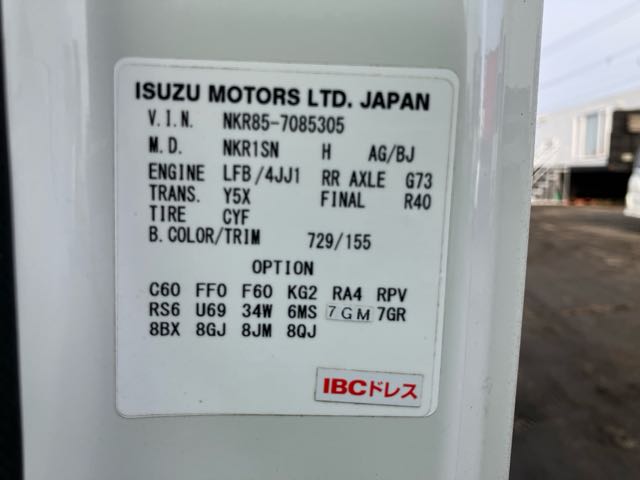 ISUZU MOTORS LTD. JAPAN
V.I.N. NKR85-7085305
M.D. NKR1SN H AG/BJ
ENGINE LFB/4JJ1 RR AXLE G73
TRANS. Y5X FINAL R40
TIRE CYF
B.COLOR/TRIM 729/155
OPTION
C60 FF0 F60 KG2 RA4 RPV
RS6 U69 34W 6MS 7GM 7GR
8BX 8GJ 8JM 8QJ
IBCドレス